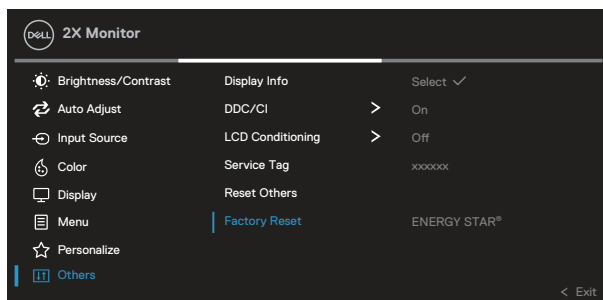 DELL 2X Monitor
Brightness/Contrast Display Info Select ✓
Auto Adjust DDC/CI > On
Input Source LCD Conditioning > Off
Color Service Tag xxxxxx
Display Reset Others
Menu Factory Reset ENERGY STAR®
Personalize
Others
< Exit